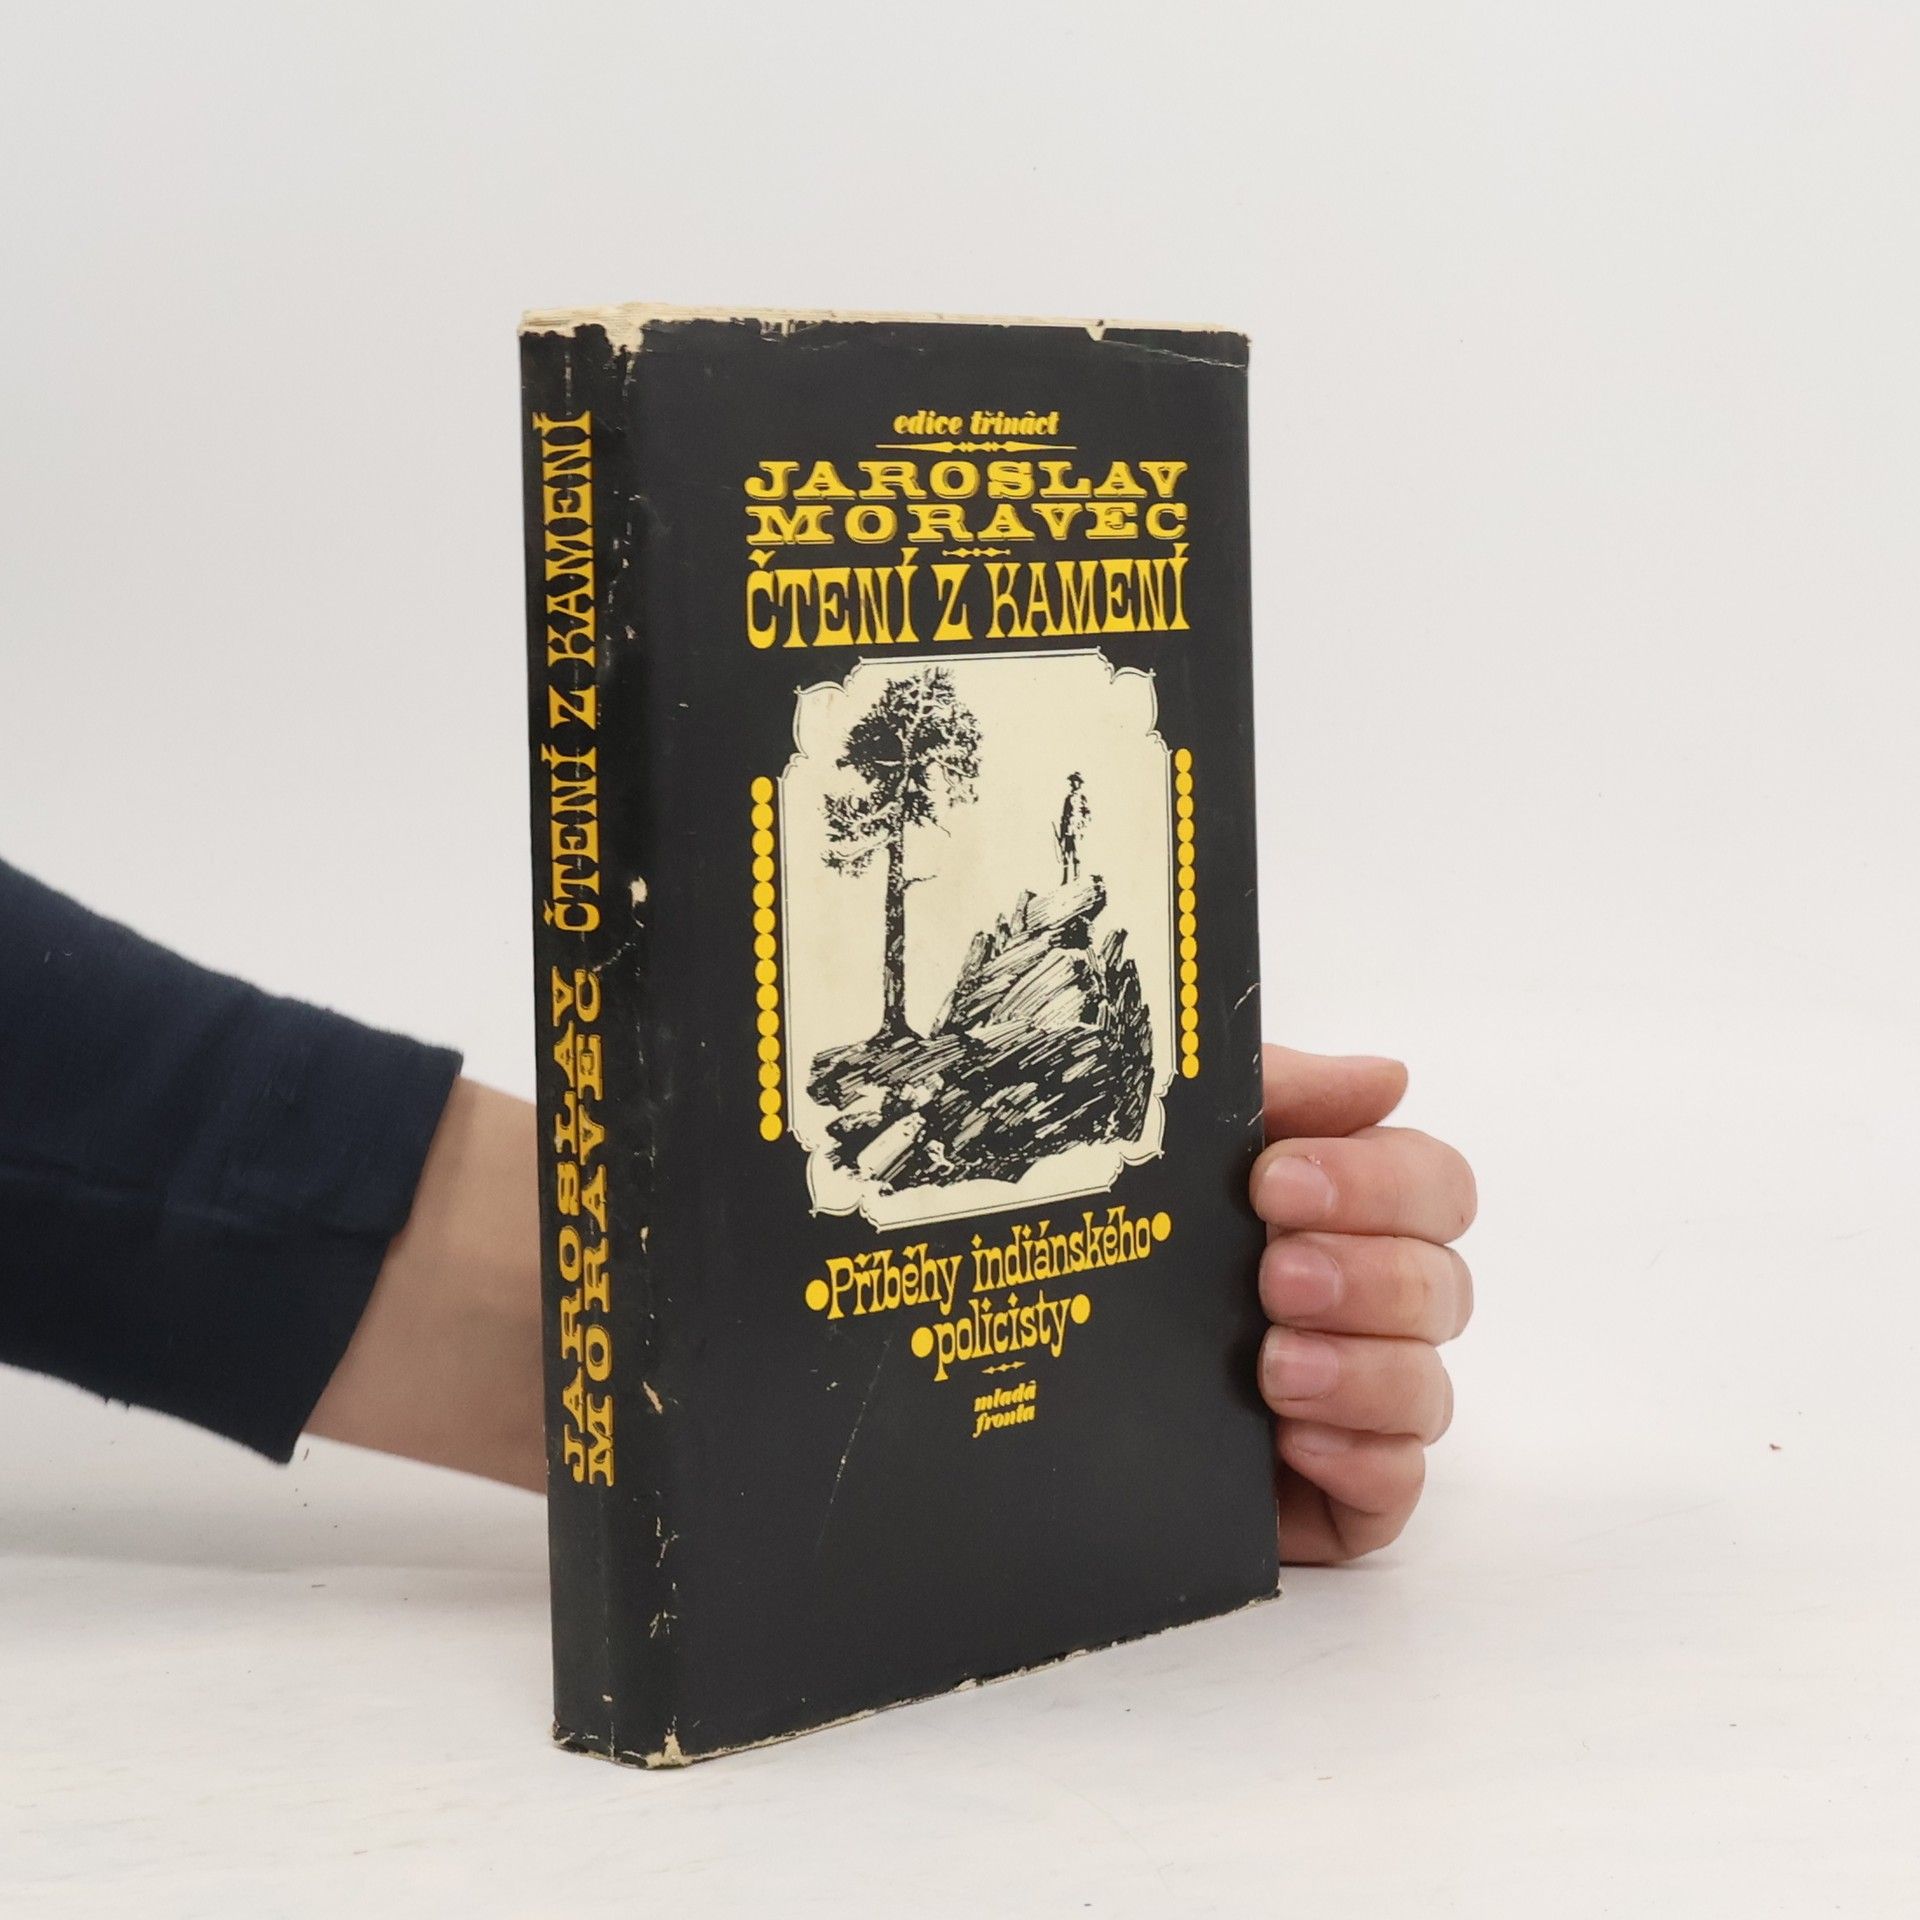 edice třináct
JAROSLAV
MORAVEC
ČTENÍ Z KAMENÍ
Příběhy indiánského
policisty
mladá
fronta
JAROSLAV
MORAVEC
ČTENÍ Z KAMENÍ